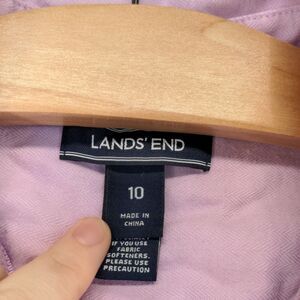 LANDS' END
10
MADE IN
CHINA
IF YOU USE
FABRIC
SOFTENERS.
PLEASE USE
PRECAUTION